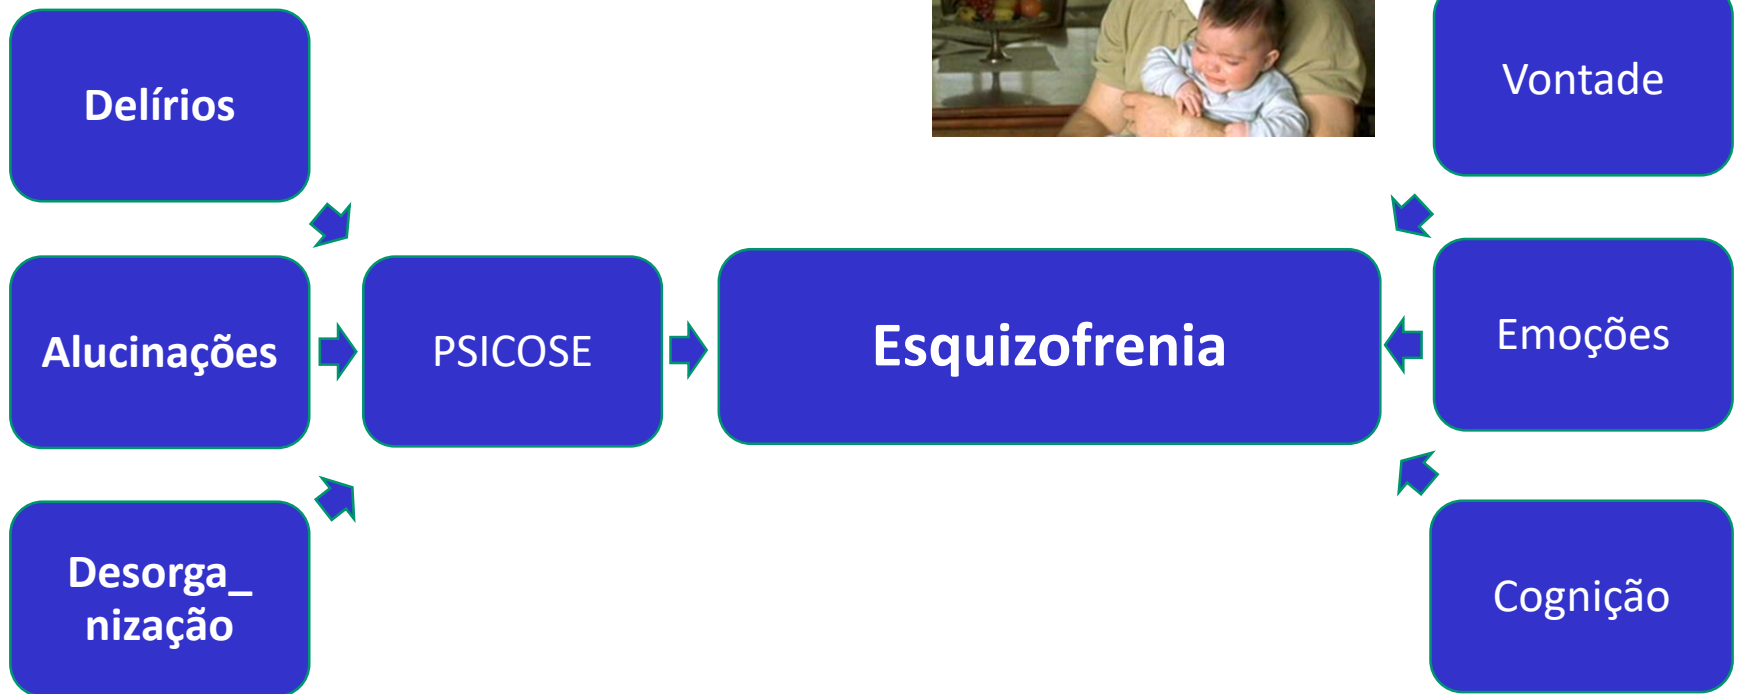 Delírios
Vontade
Alucinações
PSICOSE
Esquizofrenia
Emoções
Desorga_
nização
Cognição